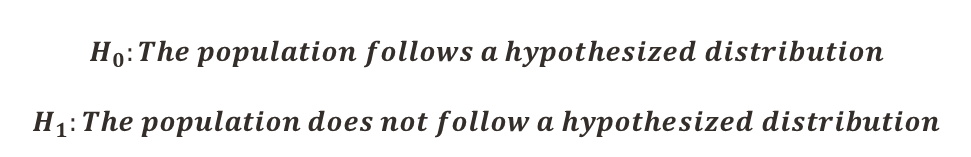 H₀: The population follows a hypothesized distribution
H₁: The population does not follow a hypothesized distribution